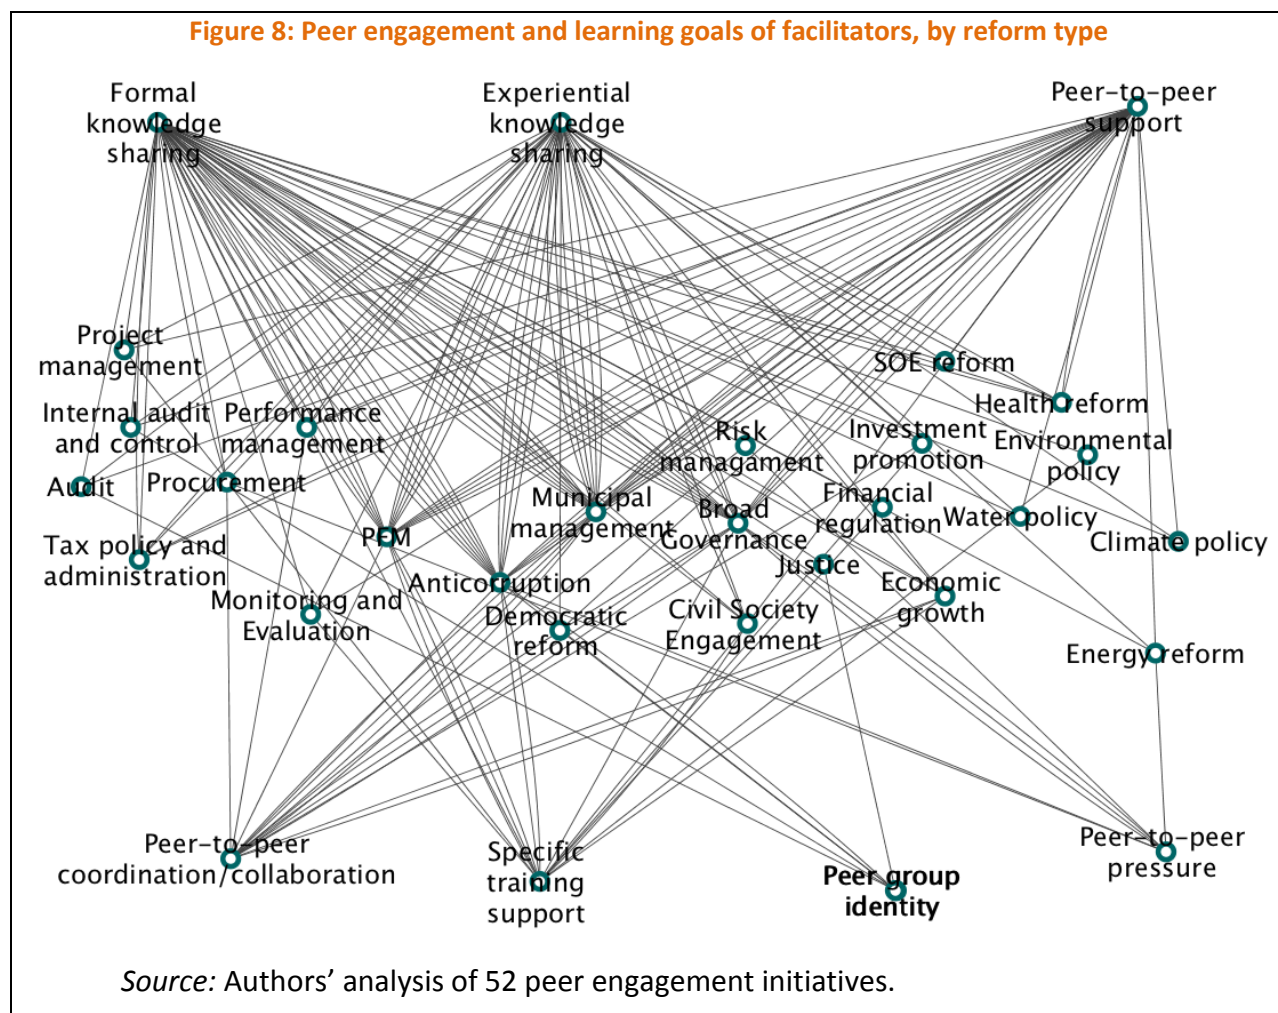 Figure 8: Peer engagement and learning goals of facilitators, by reform type
Formal
knowledge
sharing
Experiential
knowledge
sharing
Peer-to-peer
support
Project
management
SOE reform
Health reform
Internal audit
and control
Performance
management
Risk
managament
Investment
promotion
Environmental
policy
Audit
Procurement
Municipal
management
Broad
Governance
Financial
regulation
Water policy
PFM
Climate policy
Tax policy and
administration
Anticorruption
Justice
Economic
growth
Monitoring and
Evaluation
Democratic
reform
Civil Society
Engagement
Energy reform
Peer-to-peer
coordination/collaboration
Specific
training
support
Peer group
identity
Peer-to-peer
pressure
Source: Authors’ analysis of 52 peer engagement initiatives.